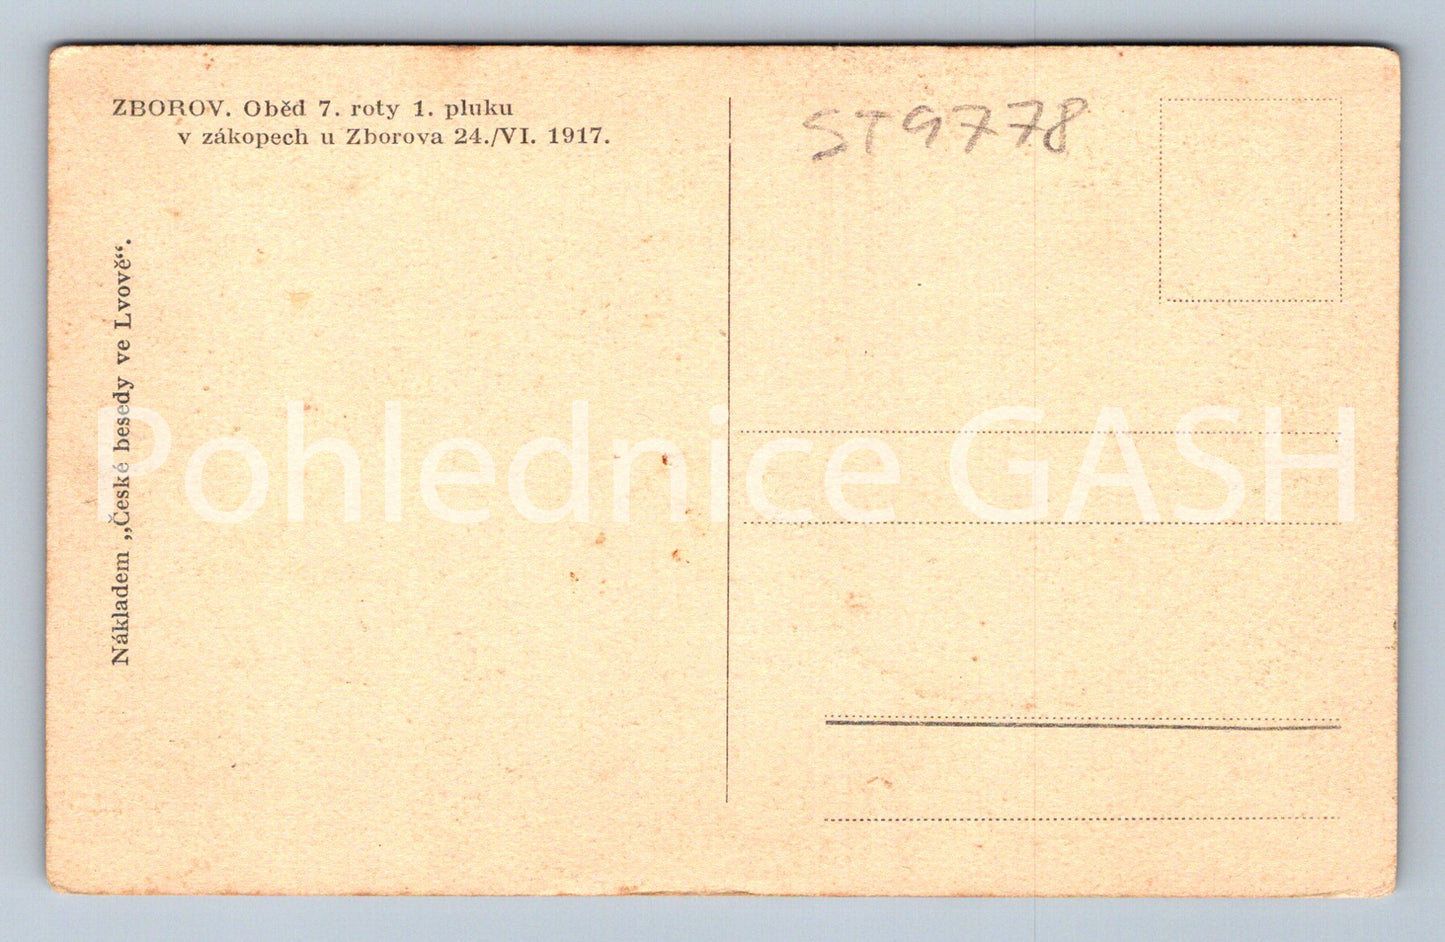 ZBOROV. Oběd 7. roty 1. pluku
v zákopech u Zborova 24./VI. 1917.
ST9778
Nákladem „České besedy ve Lvově“.
Pohlednice GASH